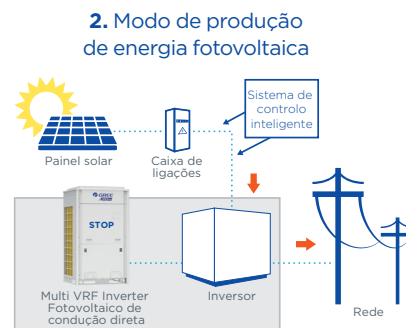 2. Modo de produção
de energia fotovoltaica
Sistema de
controlo
inteligente
Painel solar
Caixa de
ligações
GREE
STOP
Multi VRF Inverter
Fotovoltaico de
condução direta
Inversor
Rede